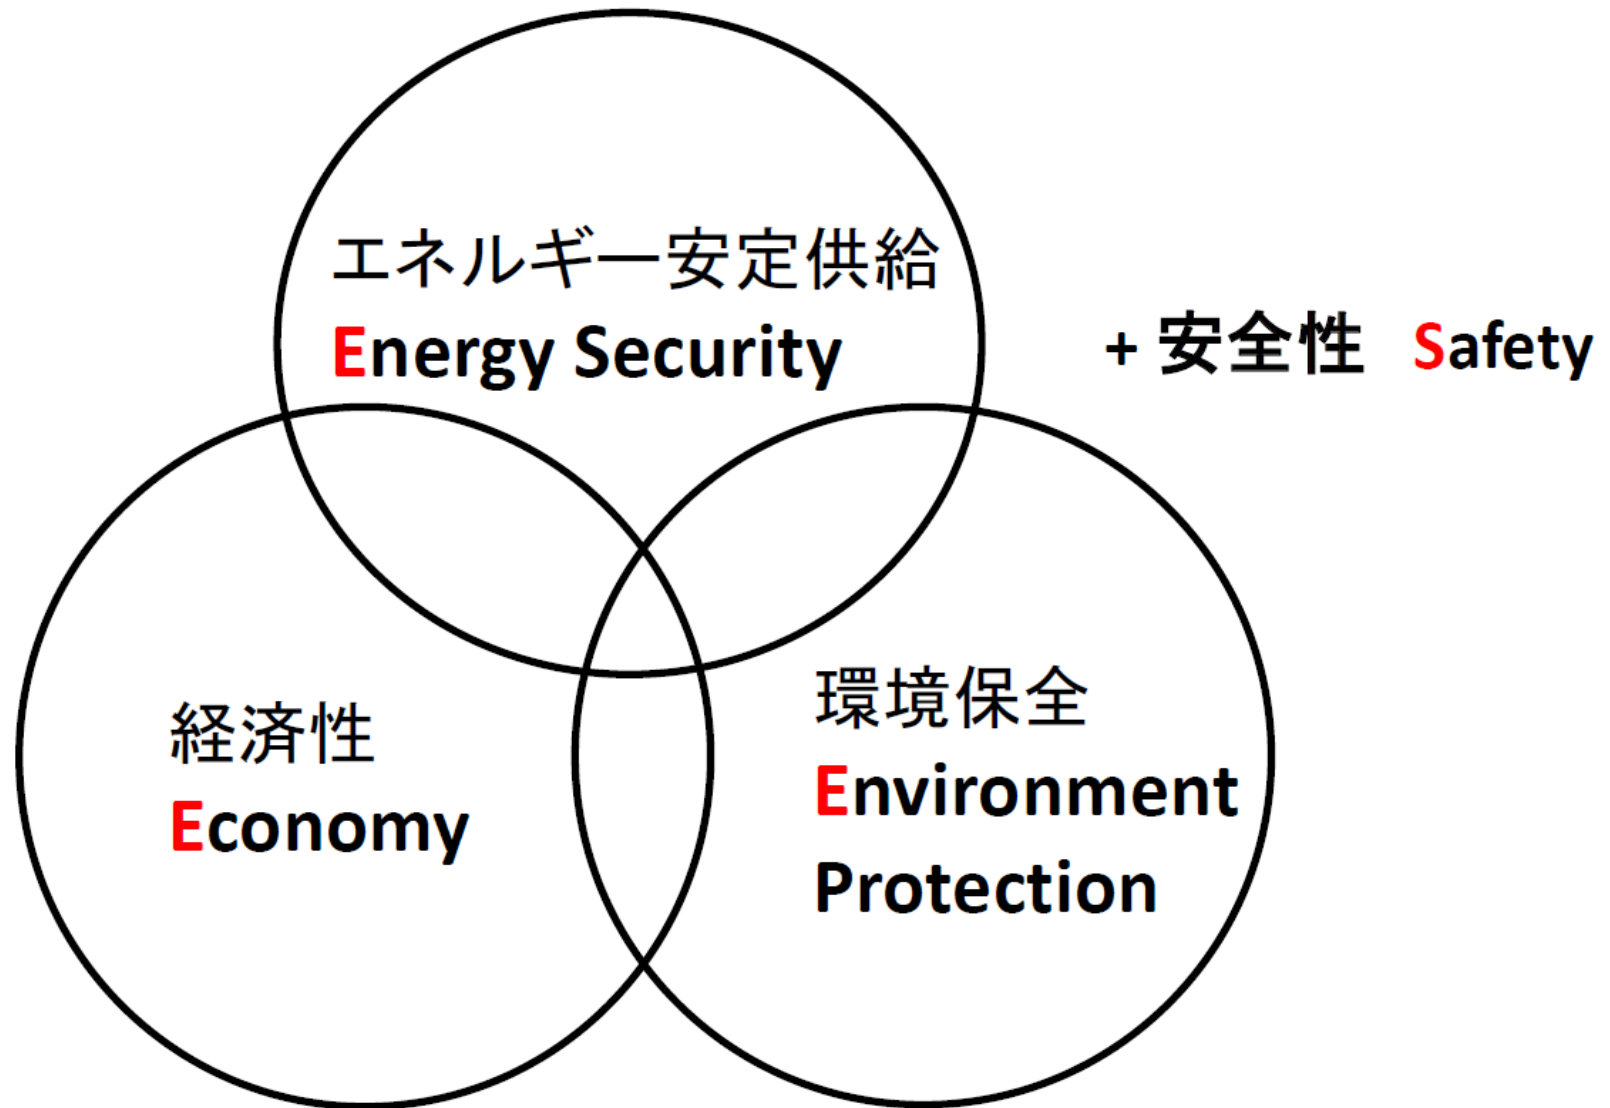 エネルギー安定供給
Energy Security
+ 安全性 Safety
経済性
Economy
環境保全
Environment
Protection